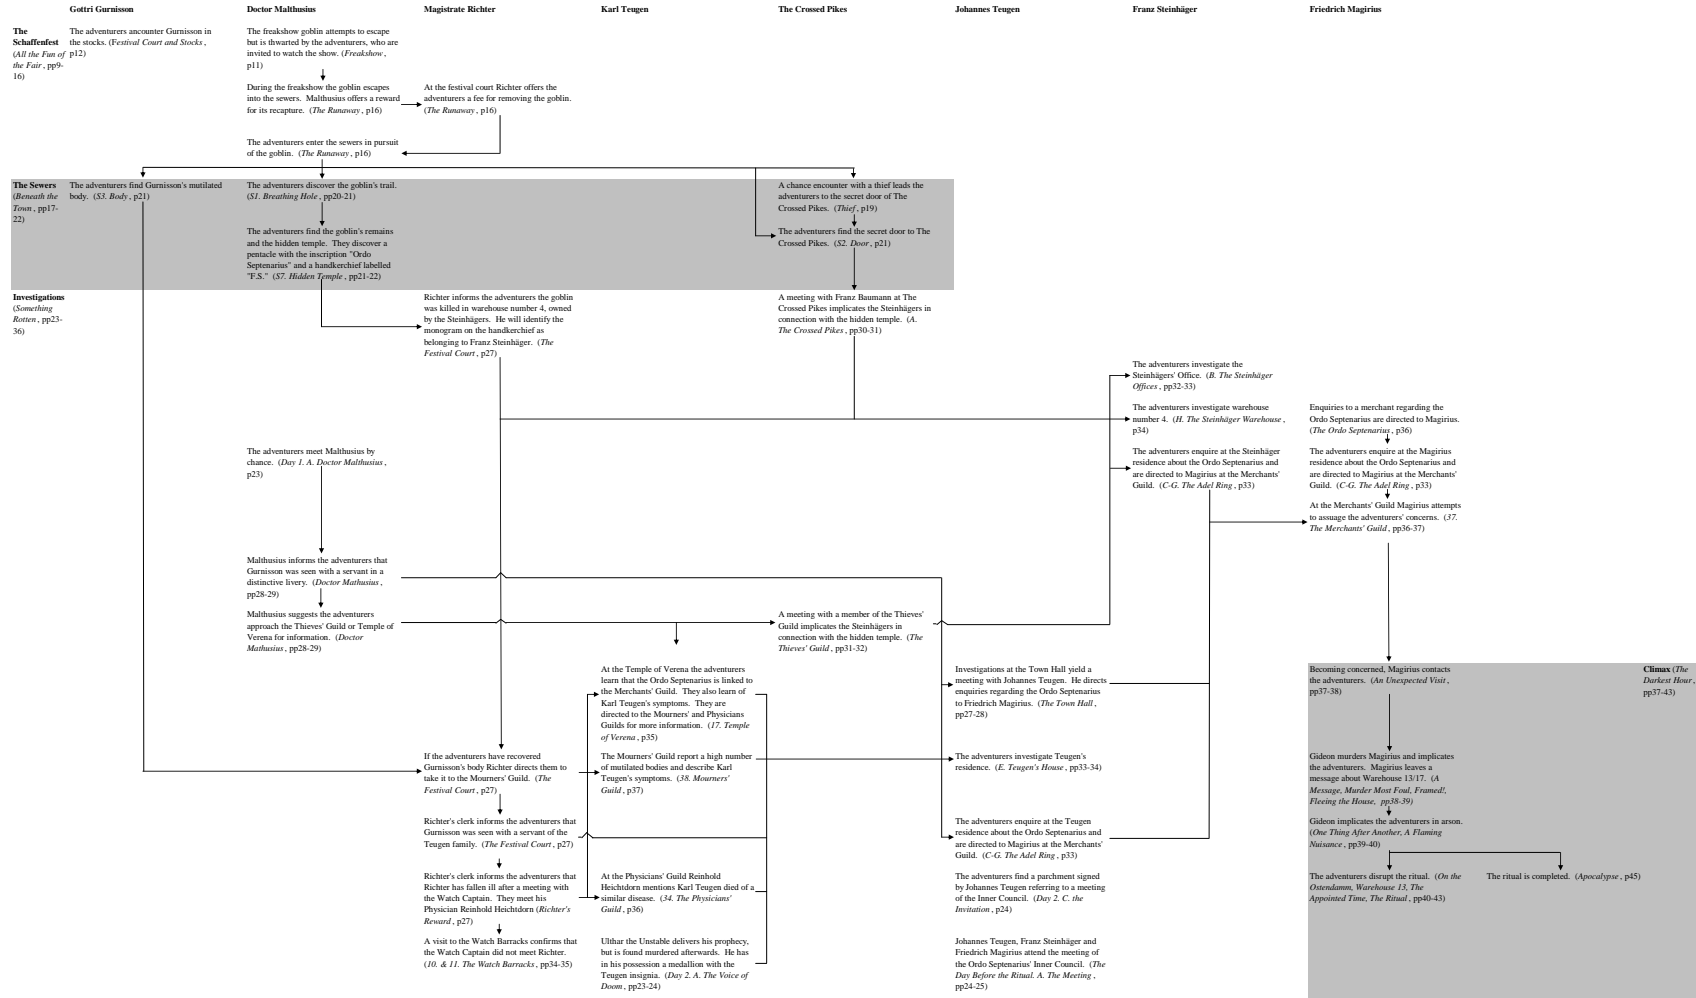 Gottri Gurnisson
Doctor Malthusius
Magistrate Richter
Karl Teugen
The Crossed Pikes
Johannes Teugen
Franz Steinhäger
Friedrich Magirius
The
Schaffenfest
(All the Fun of
the Fair, pp9-
16)
The adventurers ancounter Gurnisson in
the stocks. (Festival Court and Stocks,
p12)
The freakshow goblin attempts to escape
but is thwarted by the adventurers, who are
invited to watch the show. (Freakshow,
p11)
During the freakshow the goblin escapes
into the sewers. Malthusius offers a reward
for its recapture. (The Runaway, p16)
At the festival court Richter offers the
adventurers a fee for removing the goblin.
(The Runaway, p16)
The adventurers enter the sewers in pursuit
of the goblin. (The Runaway, p16)
The Sewers
(Beneath the
Town, pp17-
22)
The adventurers find Gurnisson's mutilated
body. (S3. Body, p21)
The adventurers discover the goblin's trail.
(S1. Breathing Hole, pp20-21)
A chance encounter with a thief leads the
adventurers to the secret door of The
Crossed Pikes. (Thief, p19)
The adventurers find the goblin's remains
and the hidden temple. They discover a
pentacle with the inscription "Ordo
Septenarius" and a handkerchief labelled
"F.S." (S7. Hidden Temple, pp21-22)
The adventurers find the secret door to The
Crossed Pikes. (S2. Door, p21)
Investigations
(Something
Rotten, pp23-
36)
Richter informs the adventurers the goblin
was killed in warehouse number 4, owned
by the Steinhägers. He will identify the
monogram on the handkerchief as
belonging to Franz Steinhäger. (The
Festival Court, p27)
A meeting with Franz Baumann at The
Crossed Pikes implicates the Steinhägers in
connection with the hidden temple. (A.
The Crossed Pikes, pp30-31)
The adventurers investigate the
Steinhägers' Office. (B. The Steinhäger
Offices, pp32-33)
The adventurers investigate warehouse
number 4. (H. The Steinhäger Warehouse,
p34)
Enquiries to a merchant regarding the
Ordo Septenarius are directed to Magirius.
(The Ordo Septenarius, p36)
The adventurers meet Malthusius by
chance. (Day 1. A. Doctor Malthusius,
p23)
The adventurers enquire at the Steinhäger
residence about the Ordo Septenarius and
are directed to Magirius at the Merchants'
Guild. (C-G. The Adel Ring, p33)
The adventurers enquire at the Magirius
residence about the Ordo Septenarius and
are directed to Magirius at the Merchants'
Guild. (C-G. The Adel Ring, p33)
At the Merchants' Guild Magirius attempts
to assuage the adventurers' concerns. (37.
The Merchants' Guild, pp36-37)
Malthusius informs the adventurers that
Gurnisson was seen with a servant in a
distinctive livery. (Doctor Mathusius,
pp28-29)
Malthusius suggests the adventurers
approach the Thieves' Guild or Temple of
Verena for information. (Doctor
Mathusius, pp28-29)
A meeting with a member of the Thieves'
Guild implicates the Steinhägers in
connection with the hidden temple. (The
Thieves' Guild, pp31-32)
At the Temple of Verena the adventurers
learn that the Ordo Septenarius is linked to
the Merchants' Guild. They also learn of
Karl Teugen's symptoms. They are
directed to the Mourners' and Physicians
Guilds for more information. (17. Temple
of Verena, p35)
Investigations at the Town Hall yield a
meeting with Johannes Teugen. He directs
enquiries regarding the Ordo Septenarius
to Friedrich Magirius. (The Town Hall,
pp27-28)
Becoming concerned, Magirius contacts
the adventurers. (An Unexpected Visit,
pp37-38)
Climax (The
Darkest Hour,
pp37-43)
If the adventurers have recovered
Gurnisson's body Richter directs them to
take it to the Mourners' Guild. (The
Festival Court, p27)
The Mourners' Guild report a high number
of mutilated bodies and describe Karl
Teugen's symptoms. (38. Mourners'
Guild, p37)
The adventurers investigate Teugen's
residence. (E. Teugen's House, pp33-34)
Gideon murders Magirius and implicates
the adventurers. Magirius leaves a
message about Warehouse 13/17. (A
Message, Murder Most Foul, Framed!,
Fleeing the House, pp38-39)
Richter's clerk informs the adventurers that
Gurnisson was seen with a servant of the
Teugen family. (The Festival Court, p27)
The adventurers enquire at the Teugen
residence about the Ordo Septenarius and
are directed to Magirius at the Merchants'
Guild. (C-G. The Adel Ring, p33)
Gideon implicates the adventurers in arson.
(One Thing After Another, A Flaming
Nuisance, pp39-40)
Richter's clerk informs the adventurers that
Richter has fallen ill after a meeting with
the Watch Captain. They meet his
Physician Reinhold Heichtdorn (Richter's
Reward, p27)
At the Physicians' Guild Reinhold
Heichtdorn mentions Karl Teugen died of a
similar disease. (34. The Physicians'
Guild, p36)
The adventurers find a parchment signed
by Johannes Teugen referring to a meeting
of the Inner Council. (Day 2. C. the
Invitation, p24)
The adventurers disrupt the ritual. (On the
Ostendamm, Warehouse 13, The
Appointed Time, The Ritual, pp40-43)
The ritual is completed. (Apocalypse, p45)
A visit to the Watch Barracks confirms that
the Watch Captain did not meet Richter.
(10. & 11. The Watch Barracks, pp34-35)
Ulthar the Unstable delivers his prophecy,
but is found murdered afterwards. He has
in his possession a medallion with the
Teugen insignia. (Day 2. A. The Voice of
Doom, pp23-24)
Johannes Teugen, Franz Steinhäger and
Friedrich Magirius attend the meeting of
the Ordo Septenarius' Inner Council. (The
Day Before the Ritual. A. The Meeting,
pp24-25)